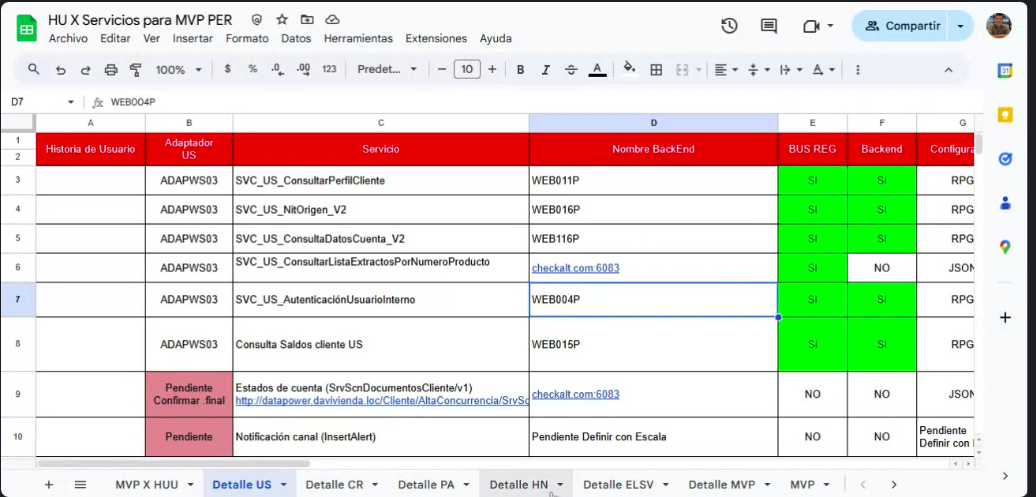 HU X Servicios para MVP PER
Archivo Editar Ver Insertar Formato Datos Herramientas Extensiones Ayuda
Compartir
100% $ % .0 .00 123 Predet... − 10 + B I A A
D7 fx WEB004P
A B C D E F G
1 2 Historia de Usuario Adaptador US Servicio Nombre BackEnd BUS REG Backend Configura
3 ADAPWS03 SVC_US_ConsultarPerfilCliente WEB011P SI SI RPG
4 ADAPWS03 SVC_US_NitOrigen_V2 WEB016P SI SI RPG
5 ADAPWS03 SVC_US_ConsultaDatosCuenta_V2 WEB116P SI SI RPG
6 ADAPWS03 SVC_US_ConsultarListaExtractosPorNumeroProducto checkalt.com:6083 SI NO JSON
7 ADAPWS03 SVC_US_AutenticaciónUsuarioInterno WEB004P SI SI RPG
8 ADAPWS03 Consulta Saldos cliente US WEB015P SI SI RPG
9 Pendiente Confirmar .final Estados de cuenta (SrvScnDocumentosCliente/v1)
http://datapower.davivienda.loc/Cliente/AltaConcurrencia/SrvSc checkalt.com:6083 NO NO JSON
10 Pendiente Notificación canal (InsertAlert) Pendiente Definir con Escala NO NO Pendiente
Definir con
MVP X HUU Detalle US Detalle CR Detalle PA Detalle HN Detalle ELSV Detalle MVP MVP
31